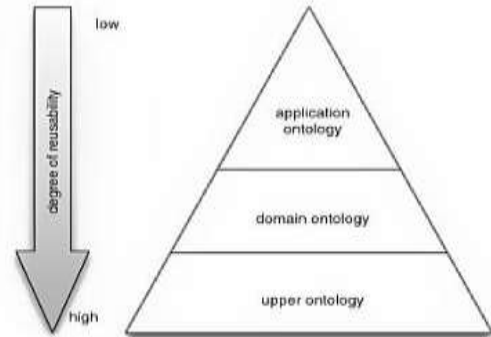 low
degree of reusability
high
application
ontology
domain ontology
upper ontology